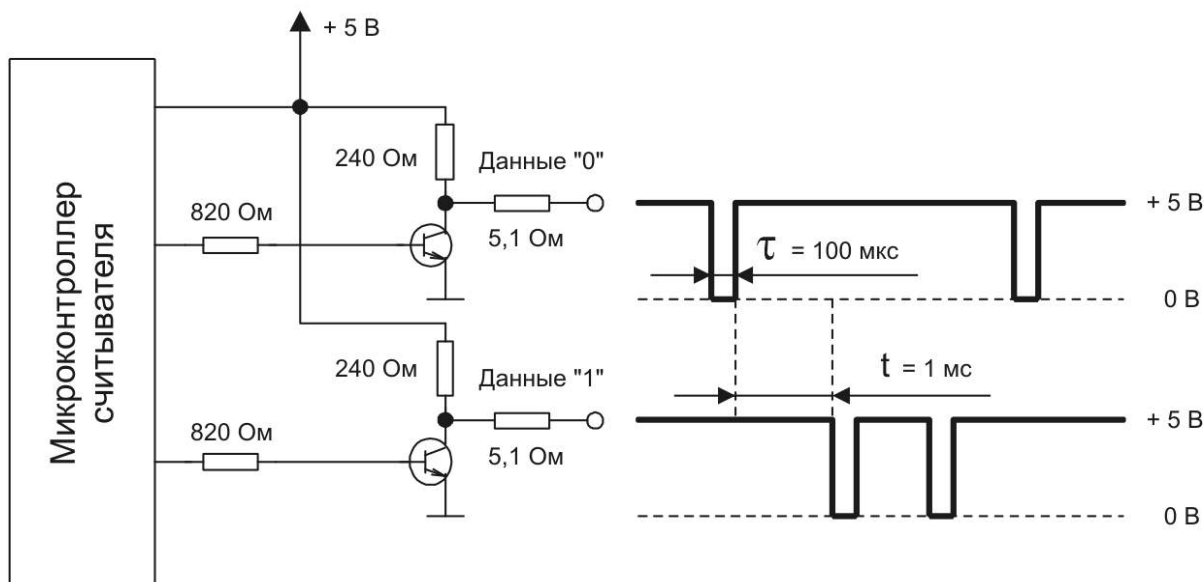 + 5 В
Микроконтроллер
считывателя
240 Ом
Данные "0"
820 Ом
5,1 Ом
+ 5 В
τ = 100 мкс
0 В
240 Ом
Данные "1"
t = 1 мс
820 Ом
5,1 Ом
+ 5 В
0 В